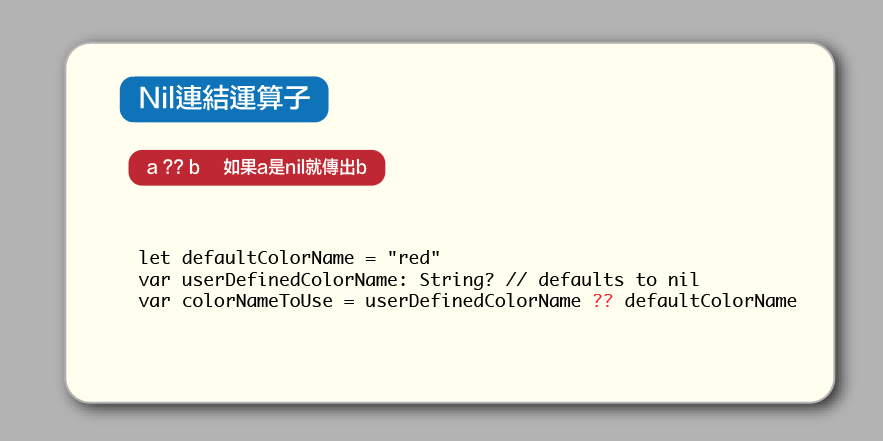 Nil連結運算子
a ?? b 如果a是nil就傳出b
let defaultColorName = "red"
var userDefinedColorName: String? // defaults to nil
var colorNameToUse = userDefinedColorName ?? defaultColorName